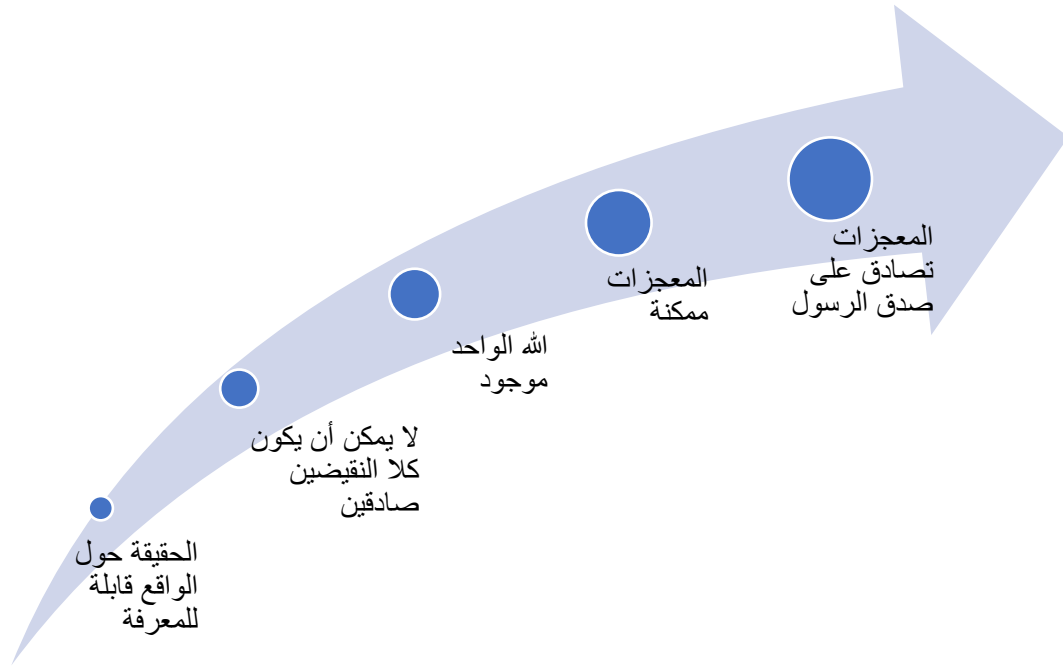 الحقيقة حول
الواقع قابلة
للمعرفة
لا يمكن أن يكون
كلا النقيضين
صادقين
الله الواحد
موجود
المعجزات
ممكنة
المعجزات
تصادق على
صدق الرسول